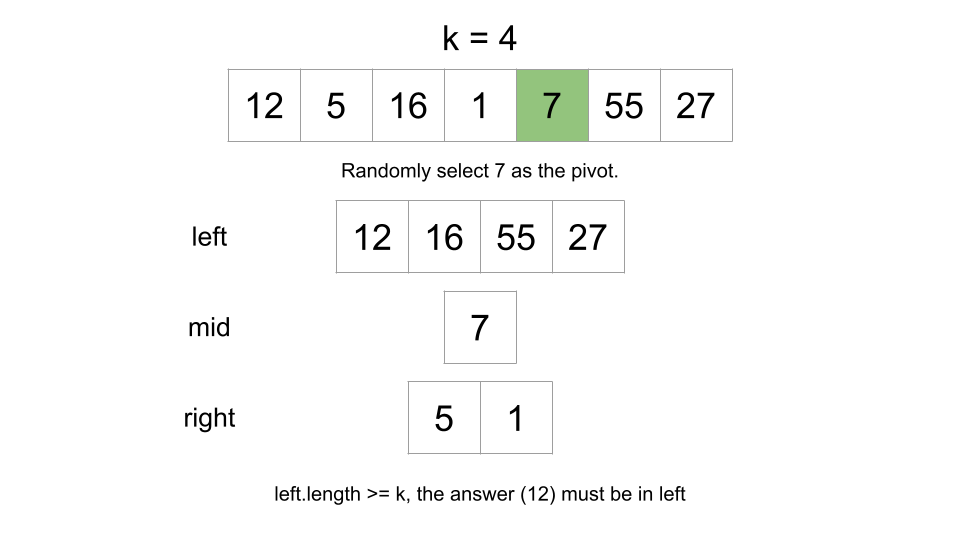 k = 4
12 5 16 1 7 55 27
Randomly select 7 as the pivot.
left 12 16 55 27
mid 7
right 5 1
left.length >= k, the answer (12) must be in left